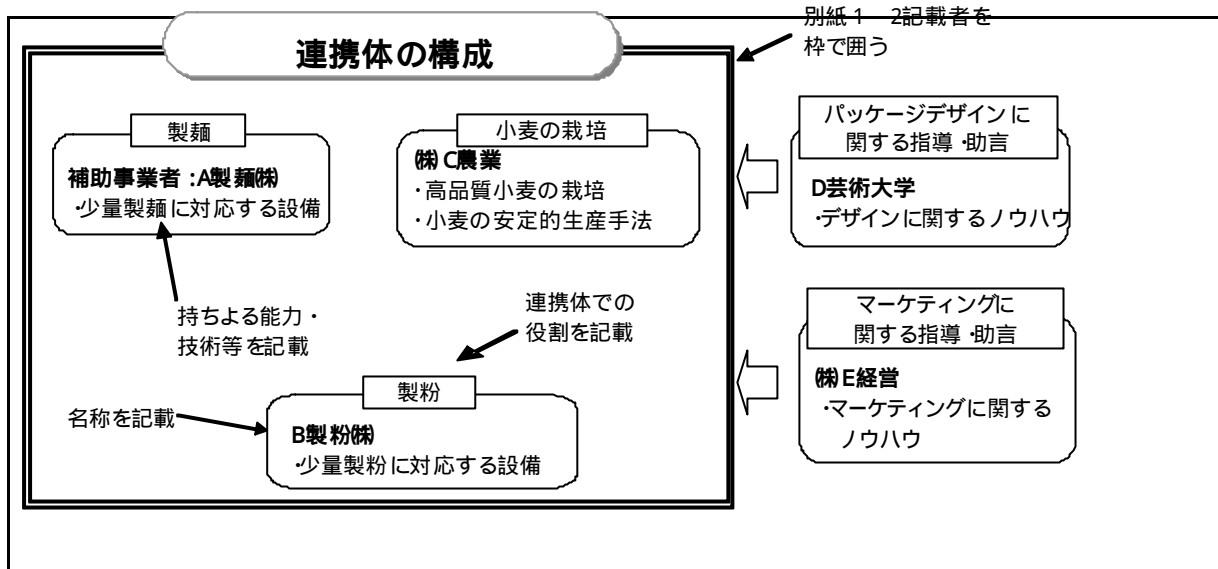 別紙１　２記載者を
枠で囲う
連携体の構成
製麺
補助事業者：A製麺㈱
・少量製麺に対応する設備
小麦の栽培
㈱C農業
・高品質小麦の栽培
・小麦の安定的生産手法
パッケージデザインに
関する指導・助言
D芸術大学
・デザインに関するノウハウ
持ちよる能力・
技術等を記載
連携体での
役割を記載
マーケティングに
関する指導・助言
㈱E経営
・マーケティングに関する
ノウハウ
名称を記載
製粉
B製粉㈱
・少量製粉に対応する設備